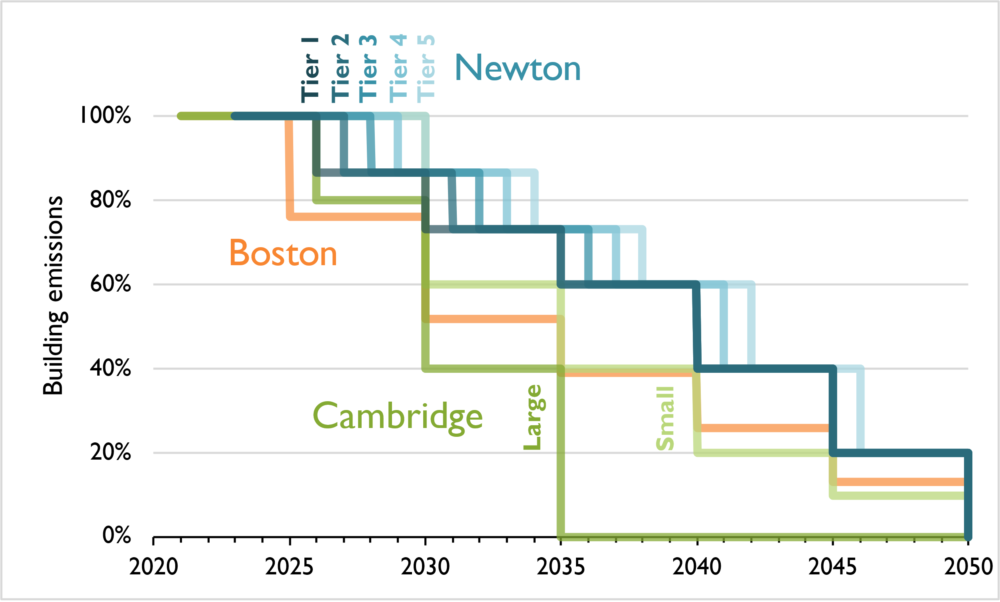 Tier 1
Tier 2
Tier 3
Tier 4
Tier 5
Newton
100%
80%
60%
40%
20%
0%
Building emissions
Boston
Cambridge
Large
Small
2020
2025
2030
2035
2040
2045
2050